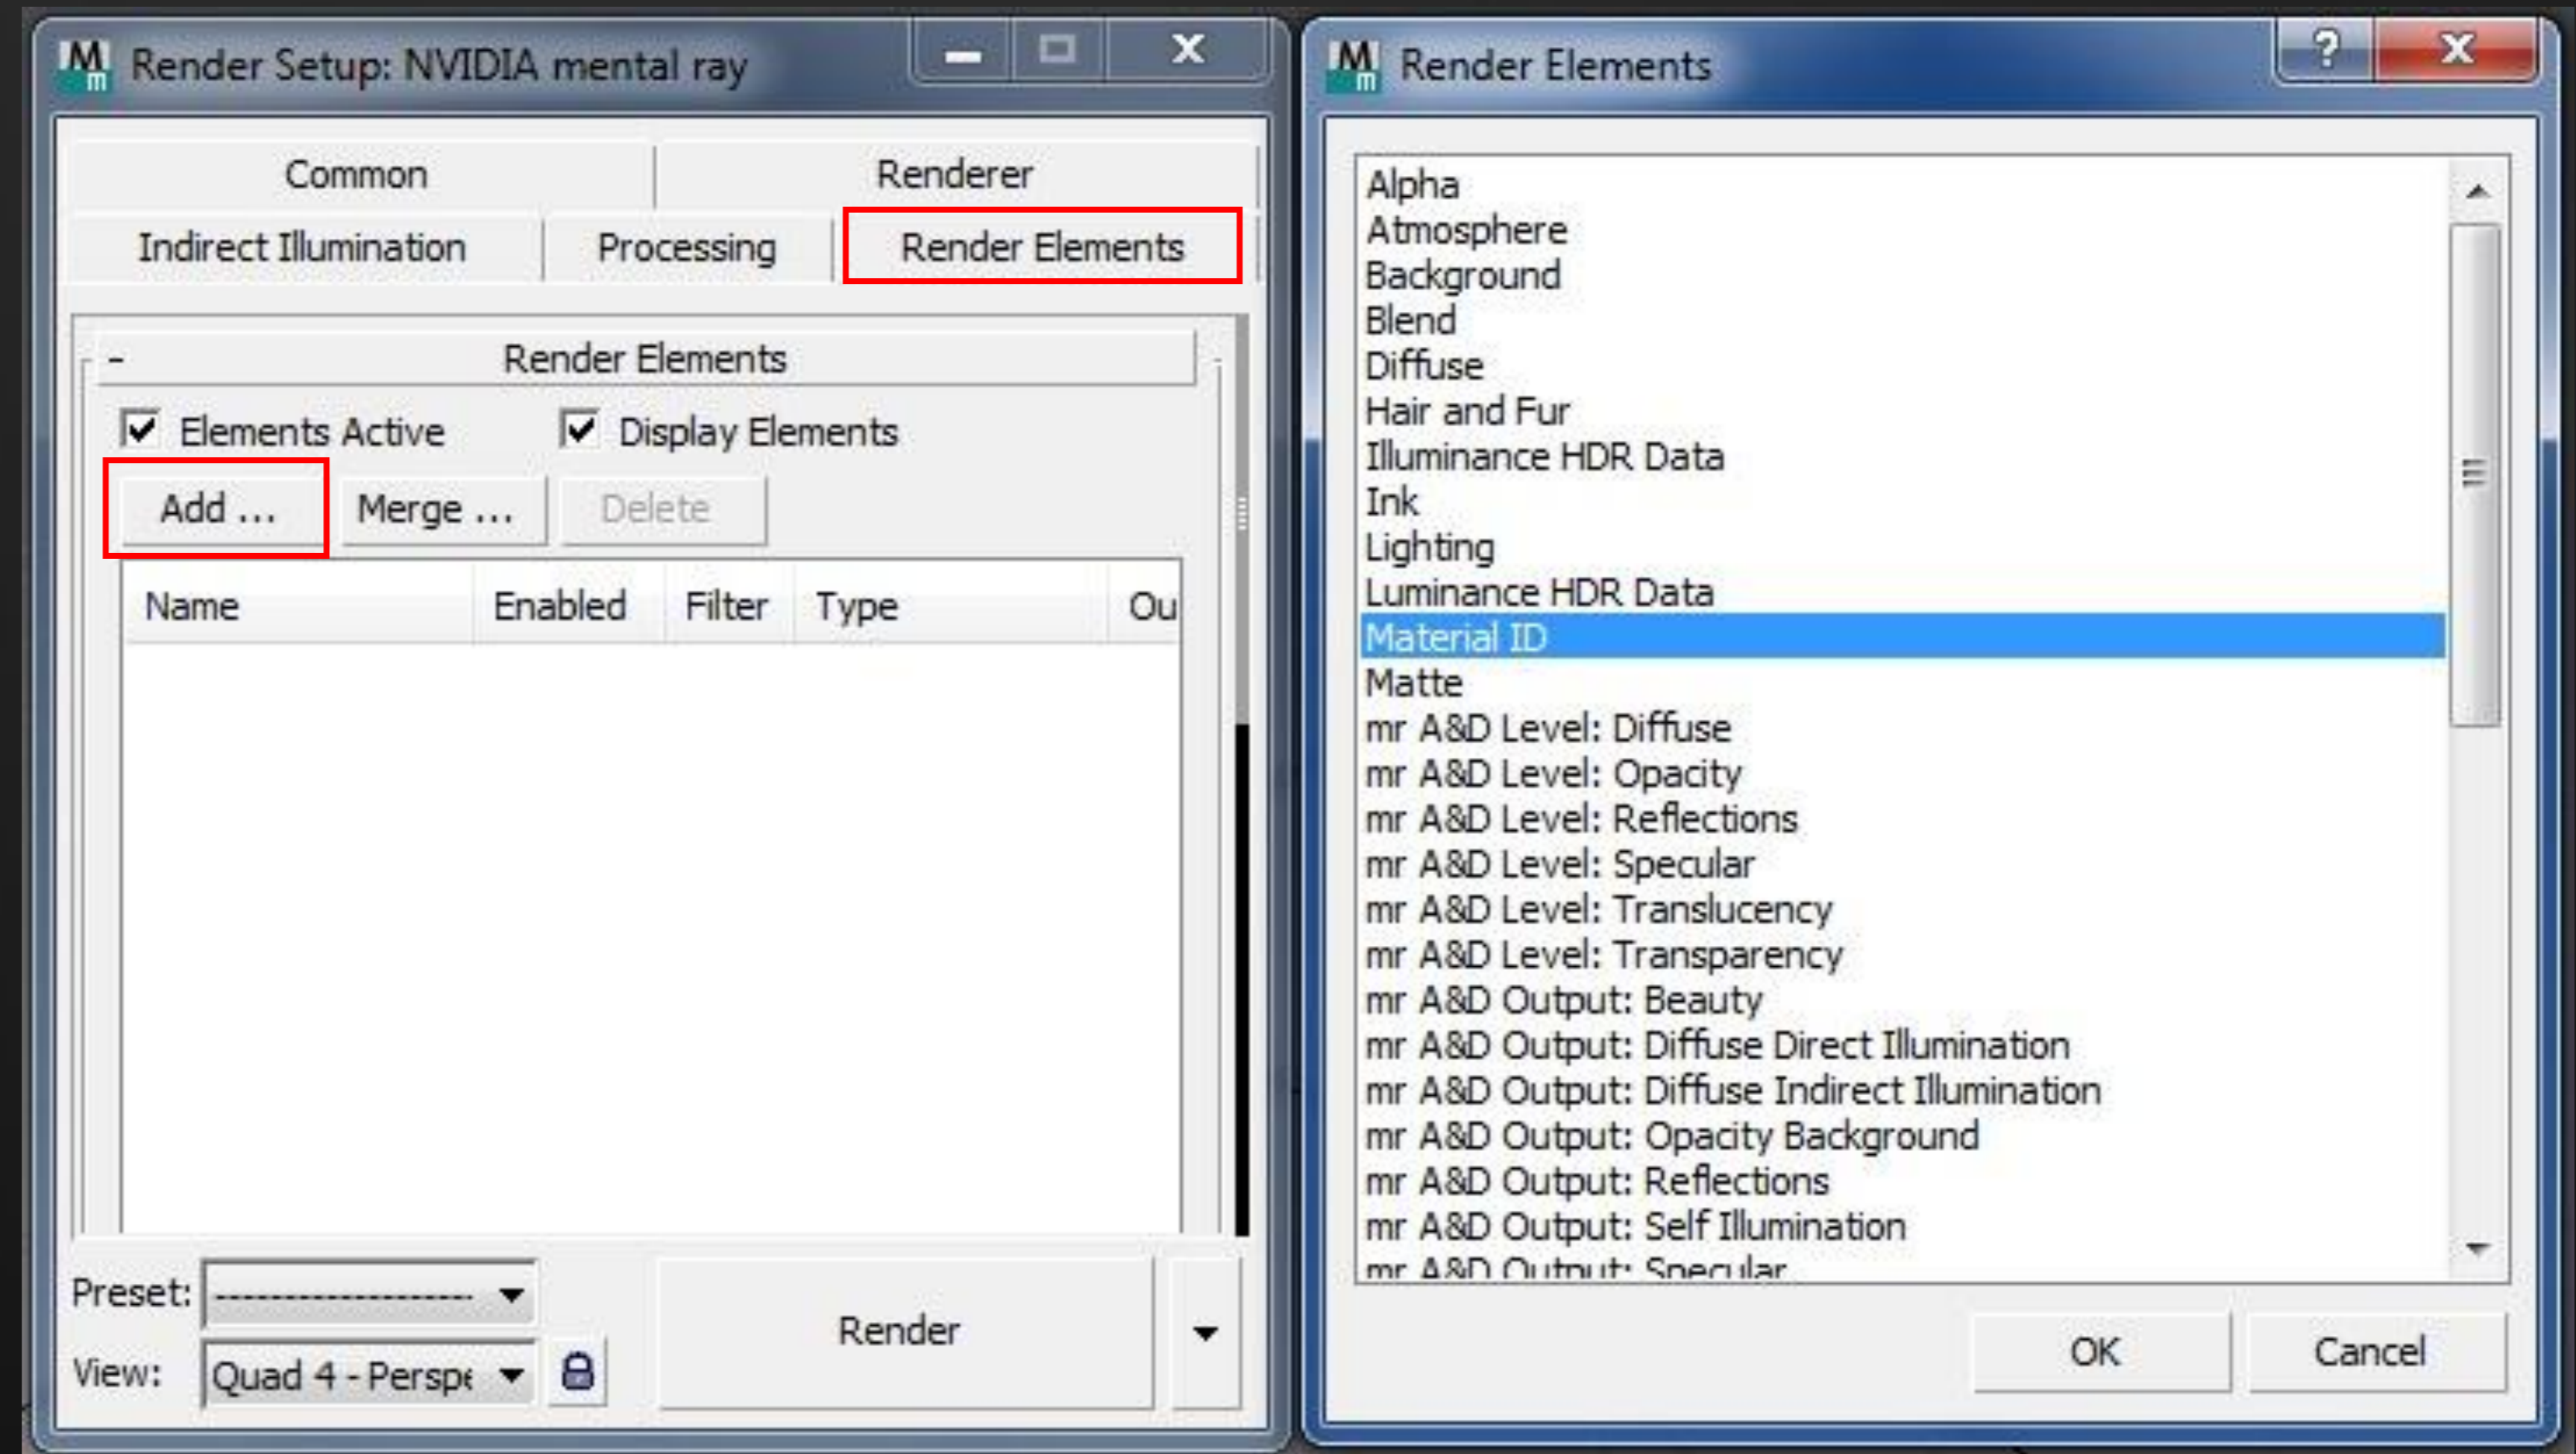 Render Setup: NVIDIA mental ray
Common Renderer
Indirect Illumination Processing Render Elements
- Render Elements
Elements Active Display Elements
Add ... Merge ... Delete
Name Enabled Filter Type Ou
Preset: --------------------
View: Quad 4 - Perspe
Render
Render Elements
Alpha
Atmosphere
Background
Blend
Diffuse
Hair and Fur
Illuminance HDR Data
Ink
Lighting
Luminance HDR Data
Material ID
Matte
mr A&D Level: Diffuse
mr A&D Level: Opacity
mr A&D Level: Reflections
mr A&D Level: Specular
mr A&D Level: Translucency
mr A&D Level: Transparency
mr A&D Output: Beauty
mr A&D Output: Diffuse Direct Illumination
mr A&D Output: Diffuse Indirect Illumination
mr A&D Output: Opacity Background
mr A&D Output: Reflections
mr A&D Output: Self Illumination
mr A&D Output: Specular
OK Cancel